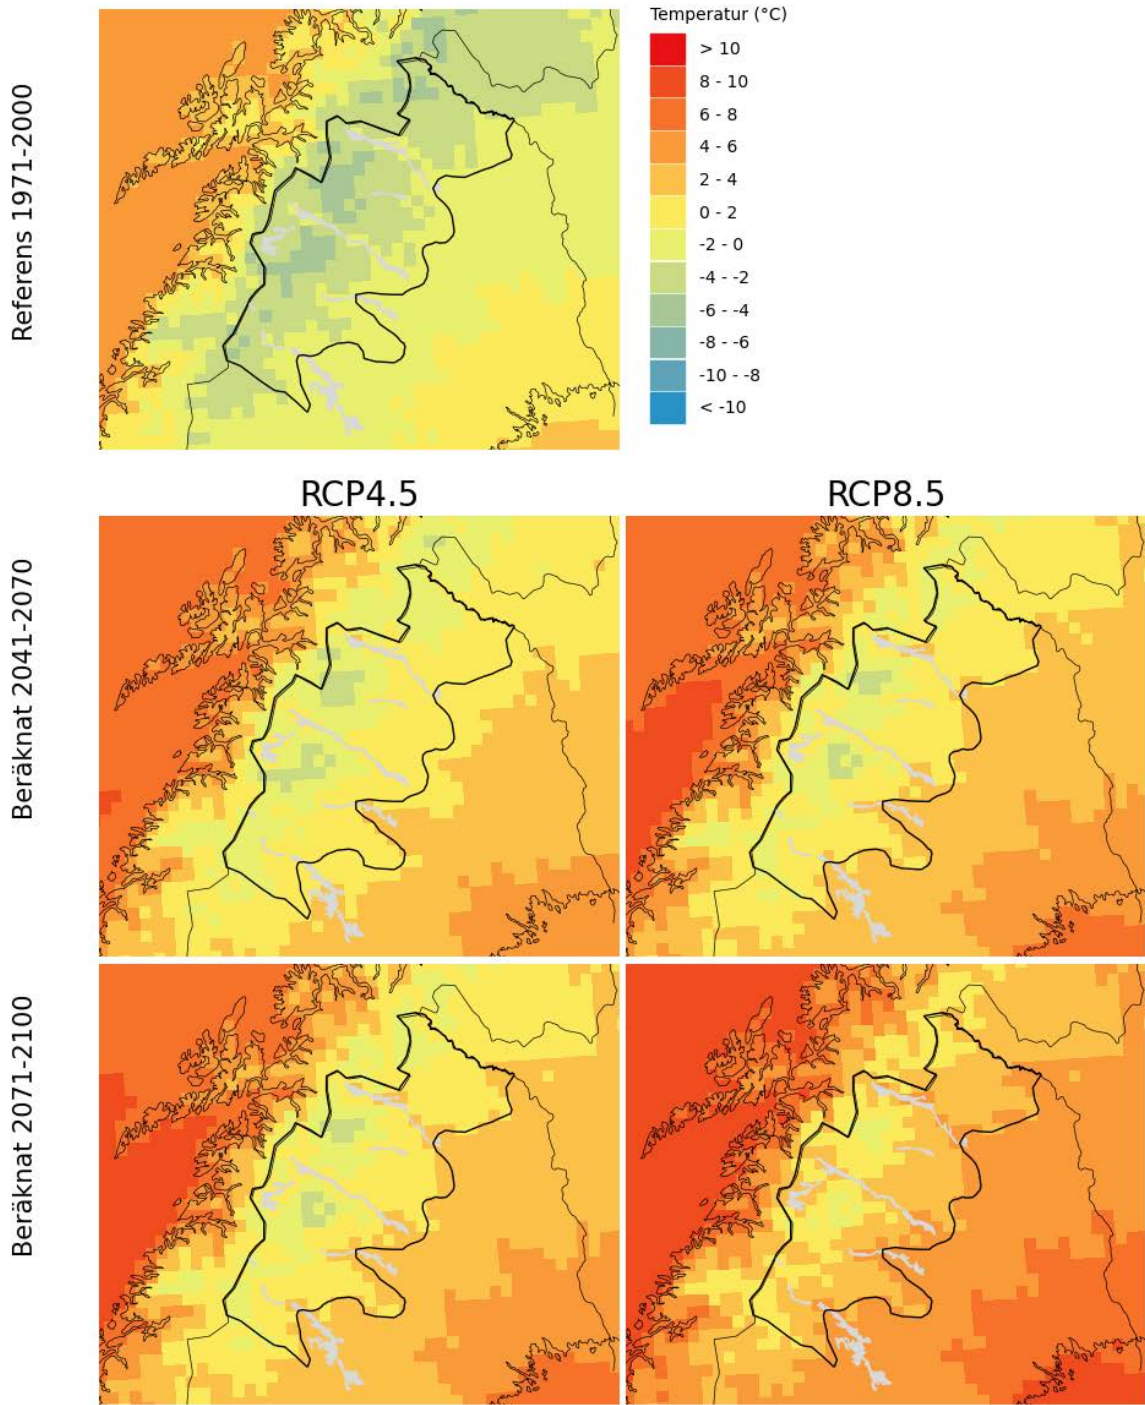 Temperatur (°C)
> 10
8 - 10
6 - 8
4 - 6
2 - 4
0 - 2
-2 - 0
-4 - -2
-6 - -4
-8 - -6
-10 - -8
< -10
Referens 1971-2000
RCP4.5
RCP8.5
Beräknat 2041-2070
Beräknat 2071-2100